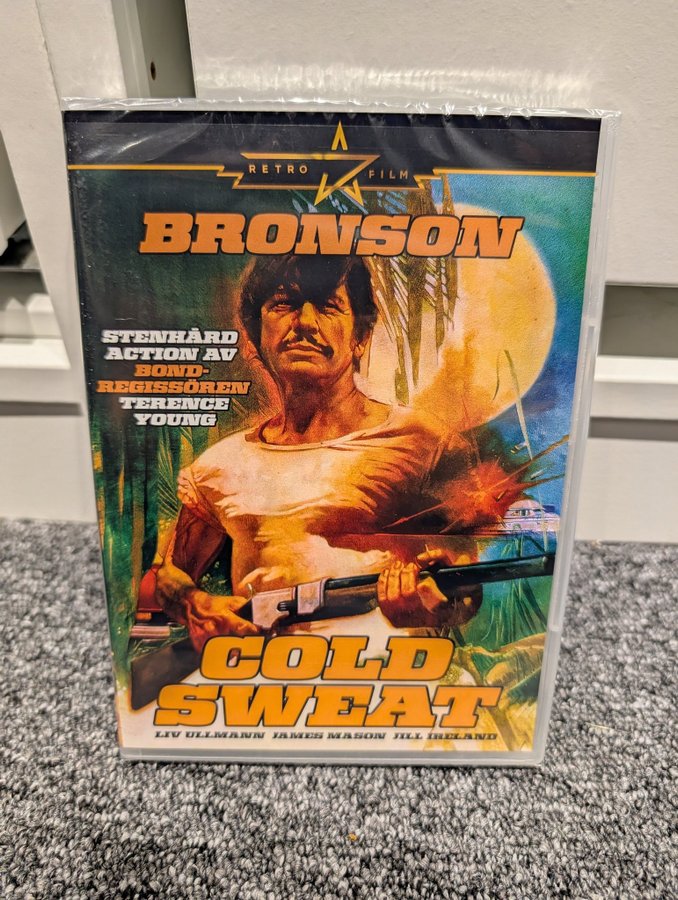 RETRO FILM
BRONSON
STENHÅRD
ACTION AV
BOND-
REGISSÖREN
TERENCE
YOUNG
COLD
SWEAT
LIV ULLMANN JAMES MASON JILL IRELAND